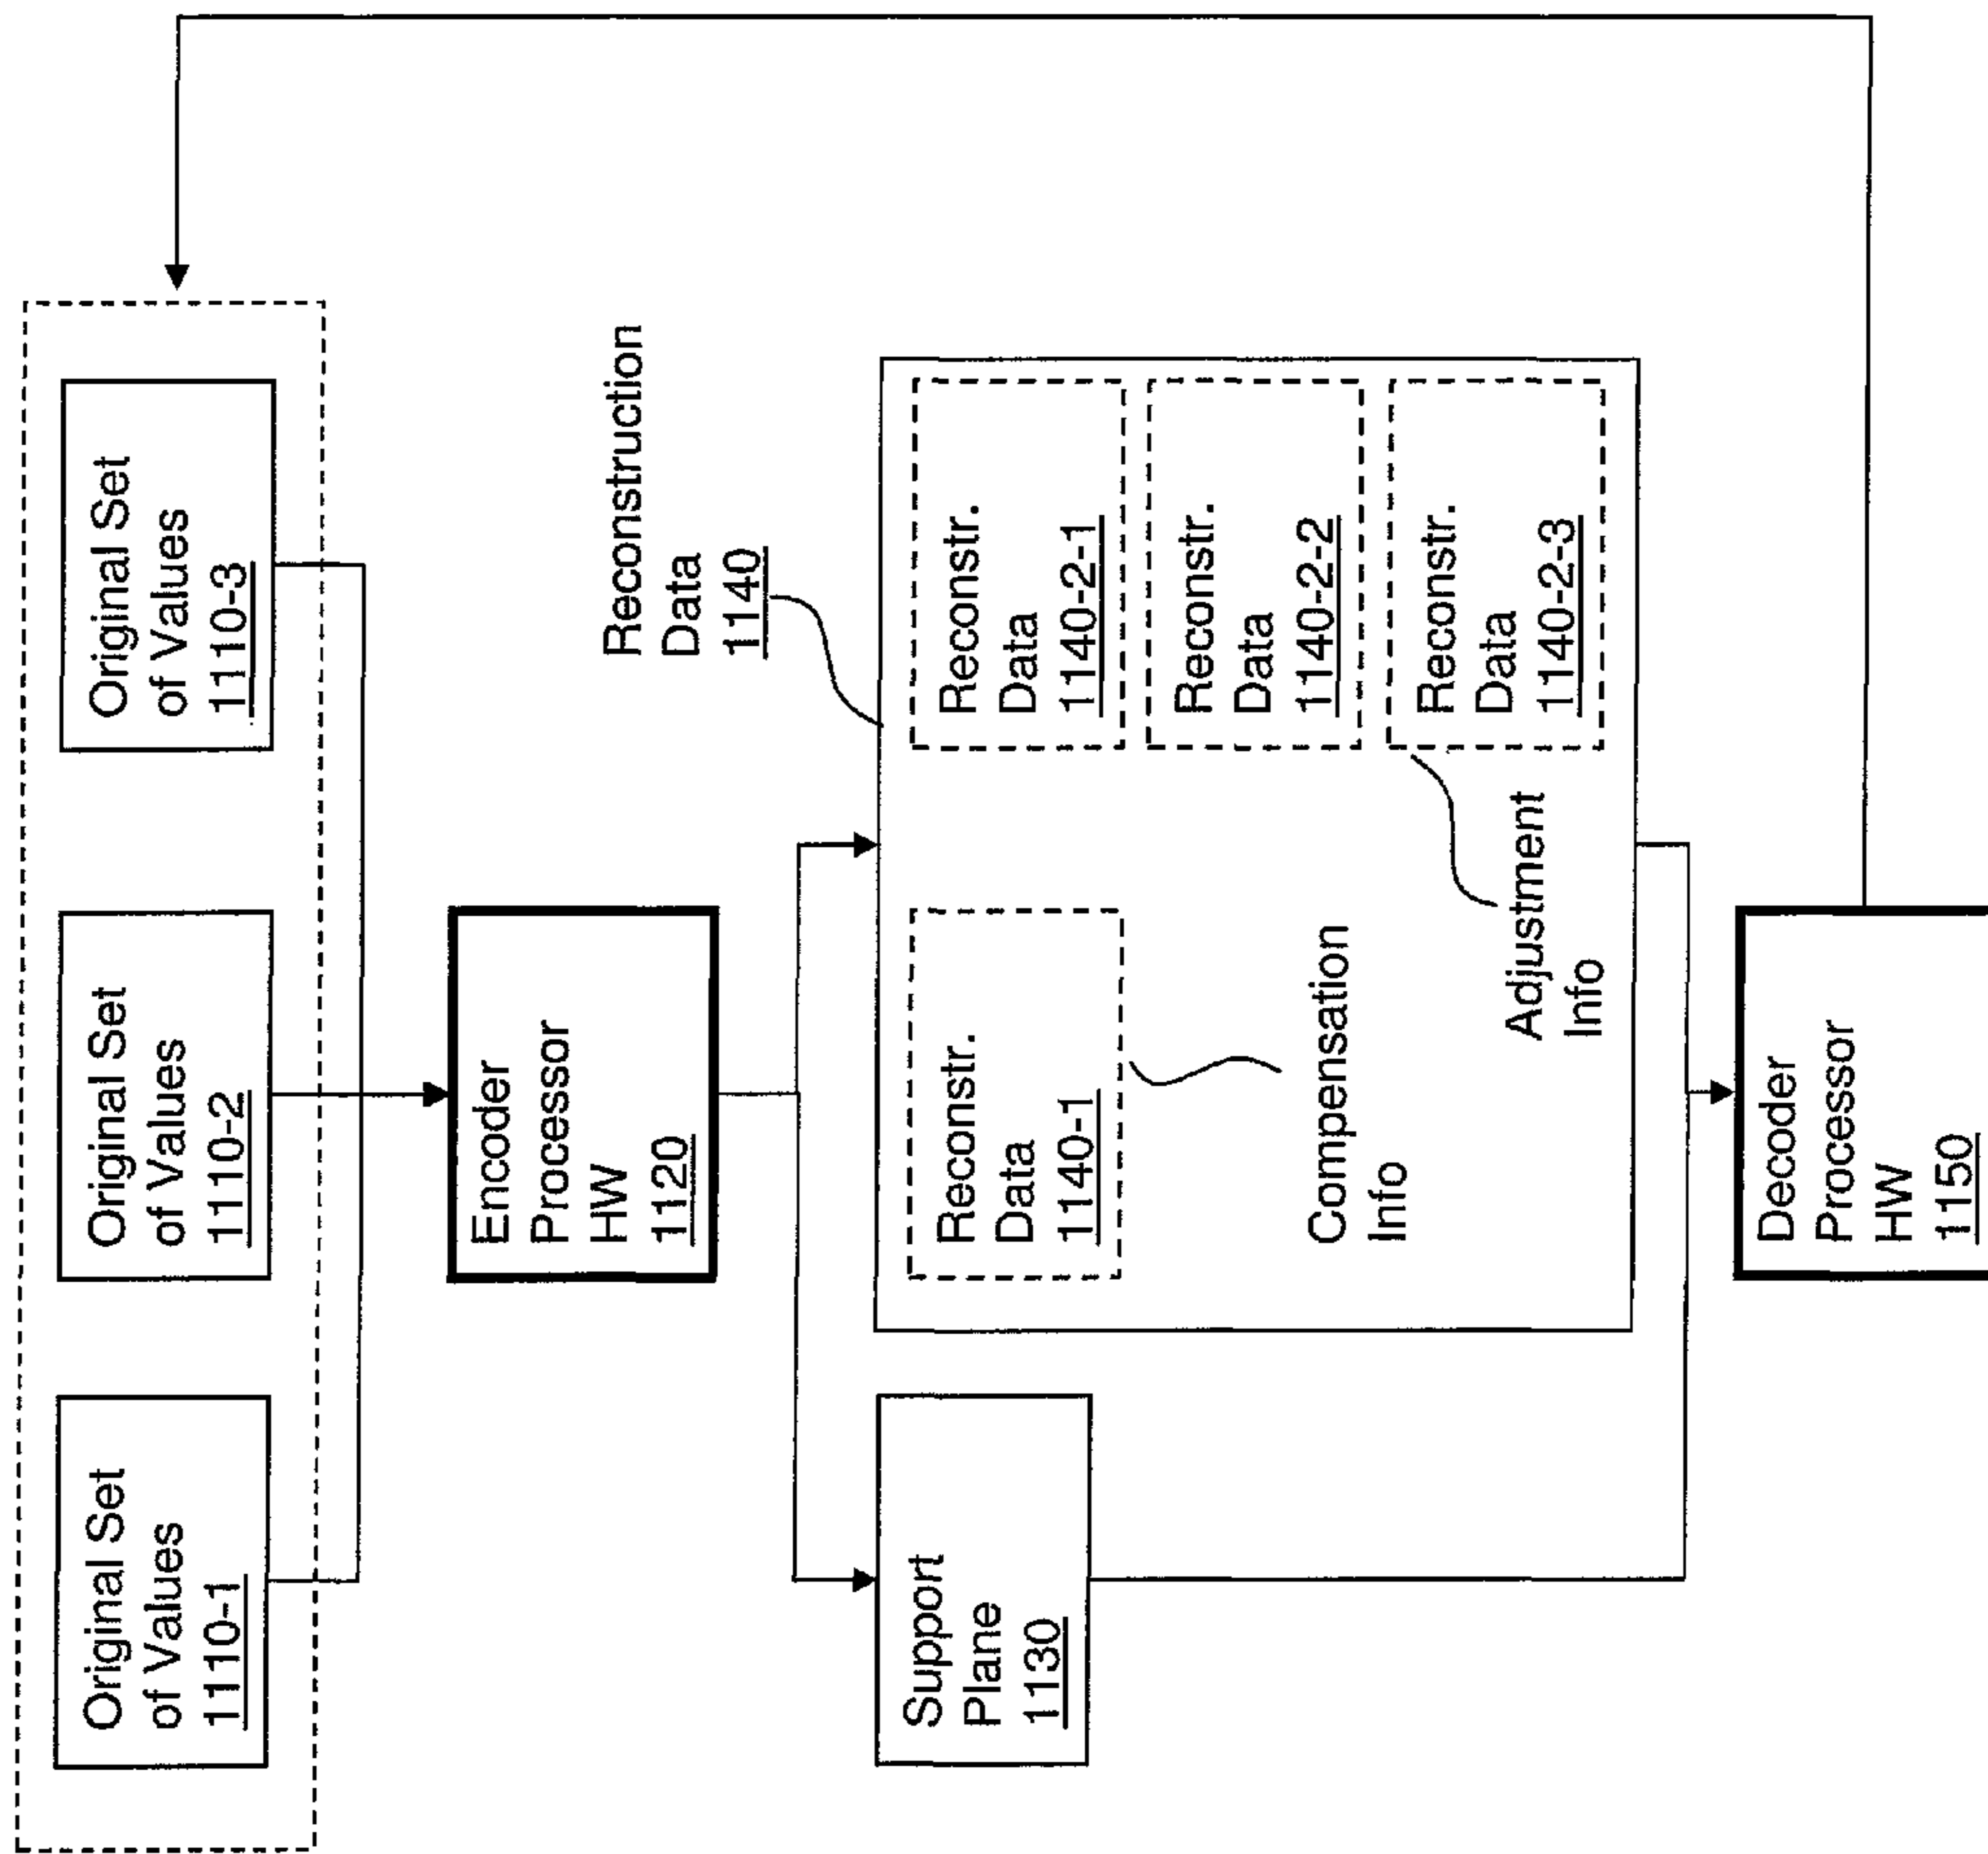 Original Set
of Values
1110-1
Original Set
of Values
1110-2
Original Set
of Values
1110-3
Encoder
Processor
HW
1120
Reconstruction
Data
1140
Support
Plane
1130
Reconstr.
Data
1140-1
Compensation
Info
Reconstr.
Data
1140-2-1
Reconstr.
Data
1140-2-2
Reconstr.
Data
1140-2-3
Adjustment
Info
Decoder
Processor
HW
1150